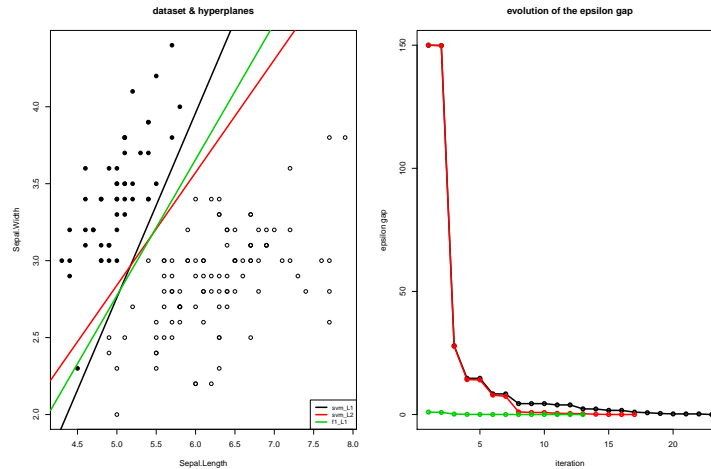 dataset & hyperplanes
Sepal.Width
4.0
3.5
3.0
2.5
2.0
4.5 5.0 5.5 6.0 6.5 7.0 7.5 8.0
Sepal.Length
svm_L1
svm_L2
f1_L1
evolution of the epsilon gap
epsilon gap
150
100
50
0
5 10 15 20
iteration